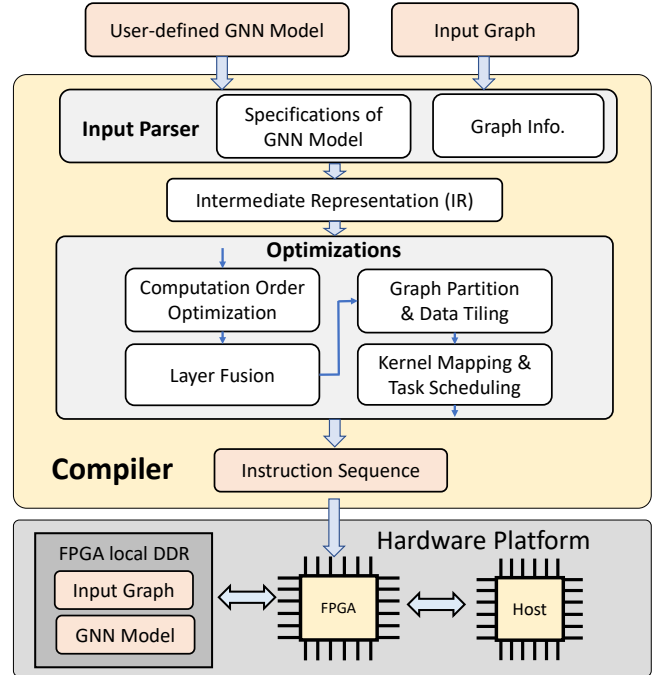 User-defined GNN Model
Input Graph
Input Parser
Specifications of
GNN Model
Graph Info.
Intermediate Representation (IR)
Optimizations
Computation Order
Optimization
Layer Fusion
Graph Partition
& Data Tiling
Kernel Mapping &
Task Scheduling
Compiler
Instruction Sequence
Hardware Platform
FPGA local DDR
Input Graph
GNN Model
FPGA
Host